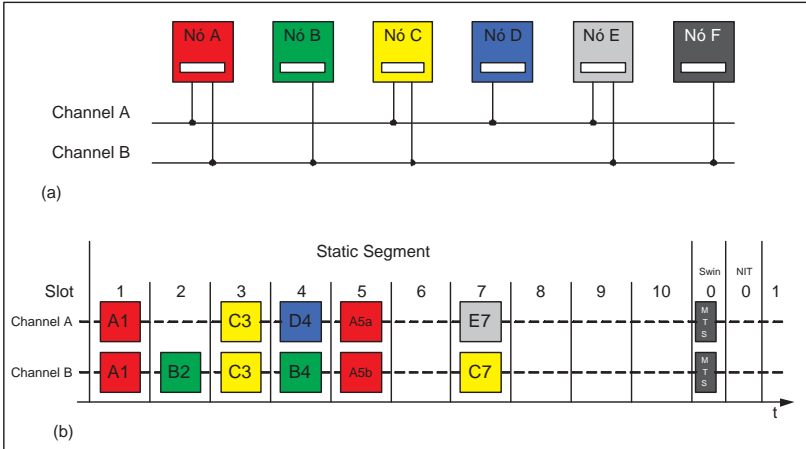 Nó A Nó B Nó C Nó D Nó E Nó F
Channel A
Channel B
(a)
Static Segment
Swin NIT
Slot 1 2 3 4 5 6 7 8 9 10 0 0 1
Channel A A1 C3 D4 A5a E7 MTS
Channel B A1 B2 C3 B4 A5b C7 MTS
t
(b)